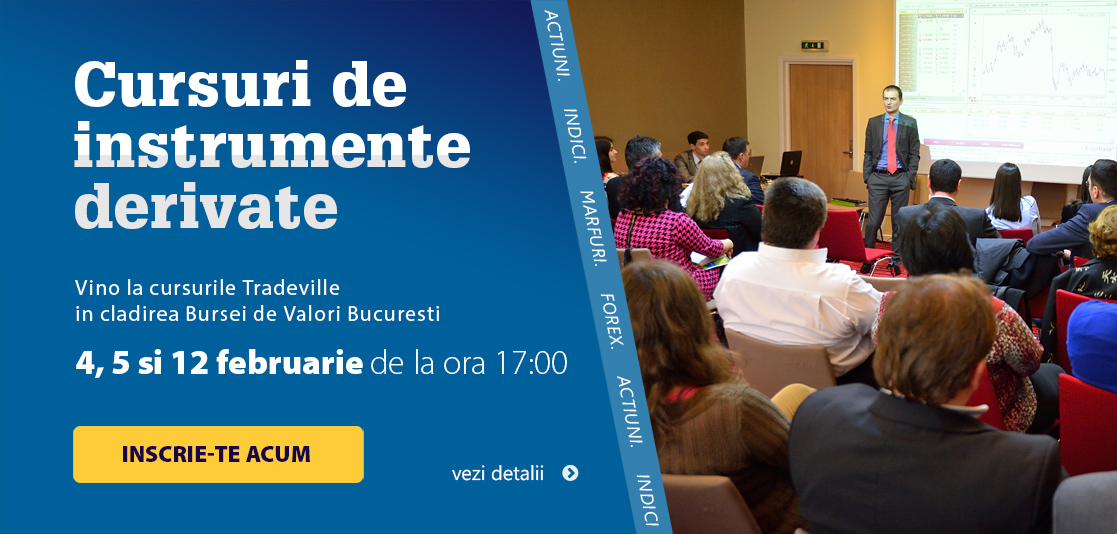 Cursuri de
instrumente
derivate
Vino la cursurile Tradeville
in cladirea Bursei de Valori Bucuresti
4, 5 si 12 februarie de la ora 17:00
INSCRIE-TE ACUM
vezi detalii
ACTIUNI. INDICI. MARFURI. FOREX. ACTIUNI. INDICI